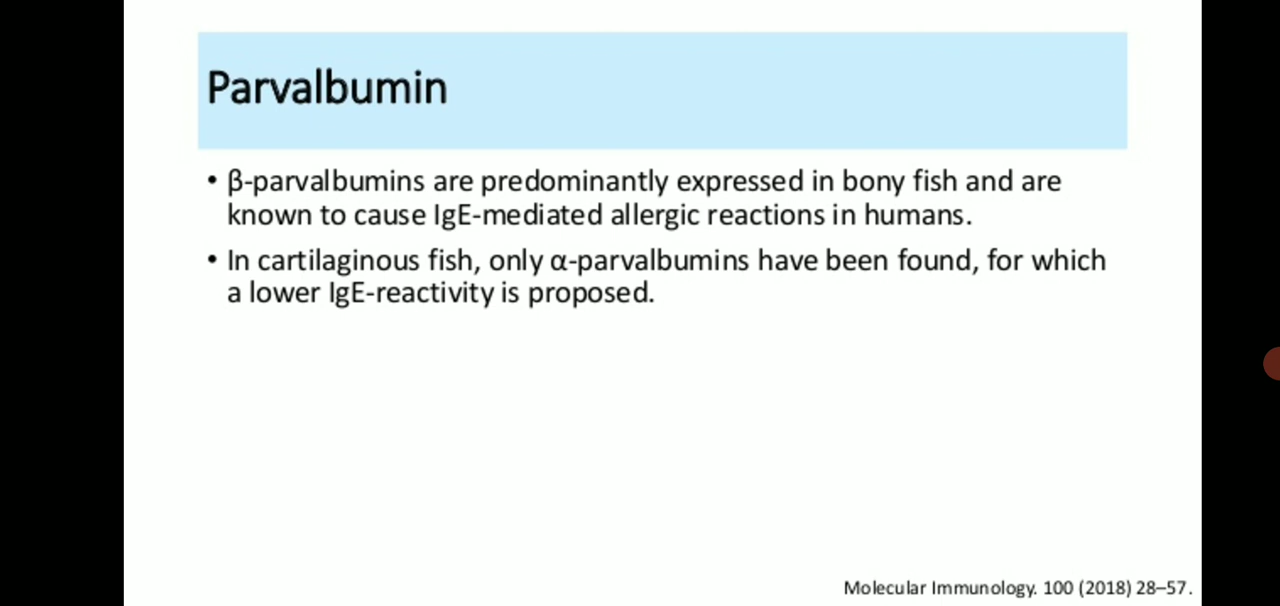 Parvalbumin
• β-parvalbumins are predominantly expressed in bony fish and are
known to cause IgE-mediated allergic reactions in humans.
• In cartilaginous fish, only α-parvalbumins have been found, for which
a lower IgE-reactivity is proposed.
Molecular Immunology. 100 (2018) 28–57.